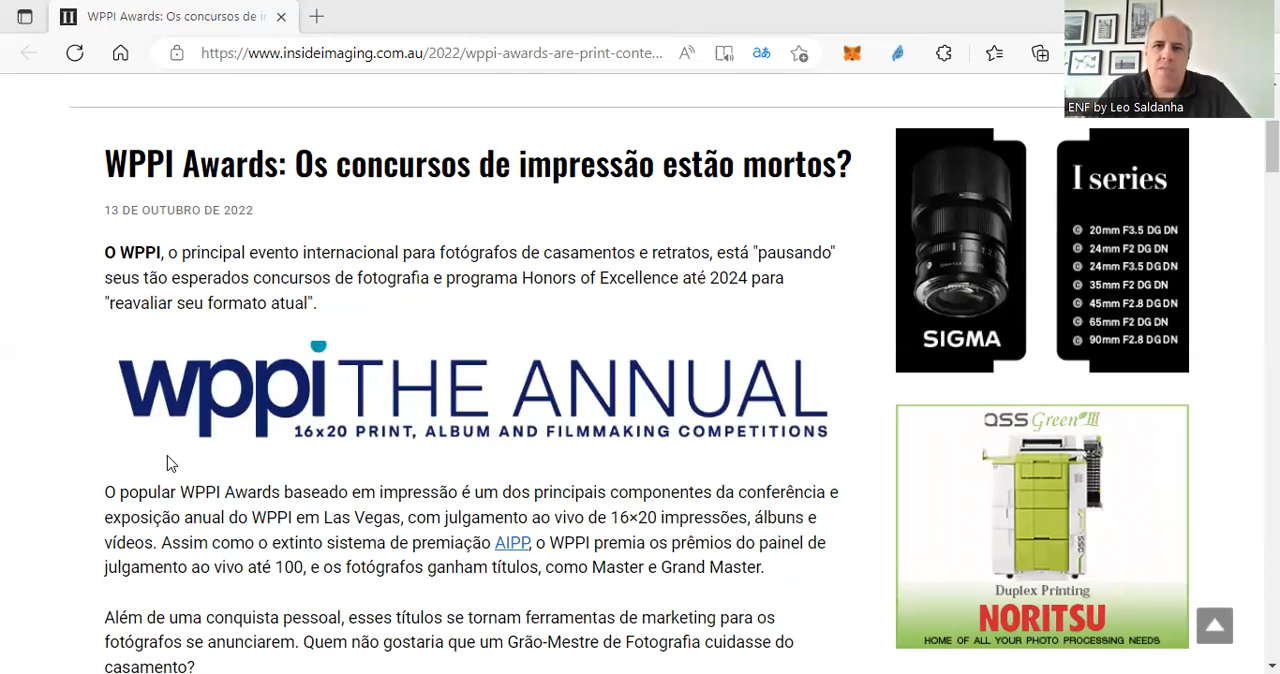 WPPI Awards: Os concursos de i
https://www.insideimaging.com.au/2022/wppi-awards-are-print-conte...
ENF by Leo Saldanha
WPPI Awards: Os concursos de impressão estão mortos?
13 DE OUTUBRO DE 2022
O WPPI, o principal evento internacional para fotógrafos de casamentos e retratos, está "pausando"
seus tão esperados concursos de fotografia e programa Honors of Excellence até 2024 para
"reavaliar seu formato atual".
wppi THE ANNUAL
16x20 PRINT, ALBUM AND FILMMAKING COMPETITIONS
O popular WPPI Awards baseado em impressão é um dos principais componentes da conferência e
exposição anual do WPPI em Las Vegas, com julgamento ao vivo de 16×20 impressões, álbuns e
vídeos. Assim como o extinto sistema de premiação AIPP, o WPPI premia os prêmios do painel de
julgamento ao vivo até 100, e os fotógrafos ganham títulos, como Master e Grand Master.
Além de uma conquista pessoal, esses títulos se tornam ferramentas de marketing para os
fotógrafos se anunciarem. Quem não gostaria que um Grão-Mestre de Fotografia cuidasse do
casamento?
SIGMA
I series
C 20mm F3.5 DG DN
C 24mm F2 DG DN
C 24mm F3.5 DG DN
C 35mm F2 DG DN
C 45mm F2.8 DG DN
C 65mm F2 DG DN
C 90mm F2.8 DG DN
QSS Green III
QSS
Duplex Printing
NORITSU
HOME OF ALL YOUR PHOTO PROCESSING NEEDS